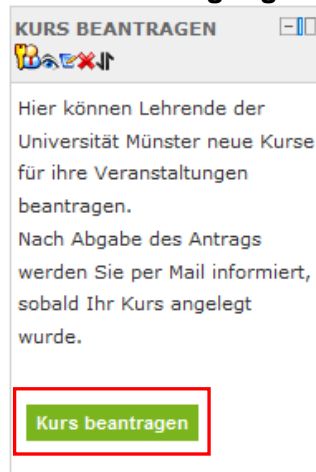 KURS BEANTRAGEN
Hier können Lehrende der
Universität Münster neue Kurse
für ihre Veranstaltungen
beantragen.
Nach Abgabe des Antrags
werden Sie per Mail informiert,
sobald Ihr Kurs angelegt
wurde.
Kurs beantragen